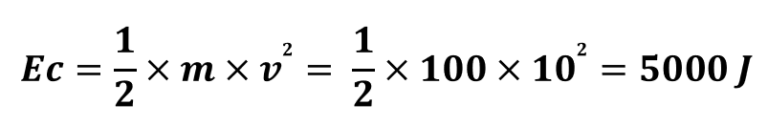 Ec = 1/2 × m × v² = 1/2 × 100 × 10² = 5000 J